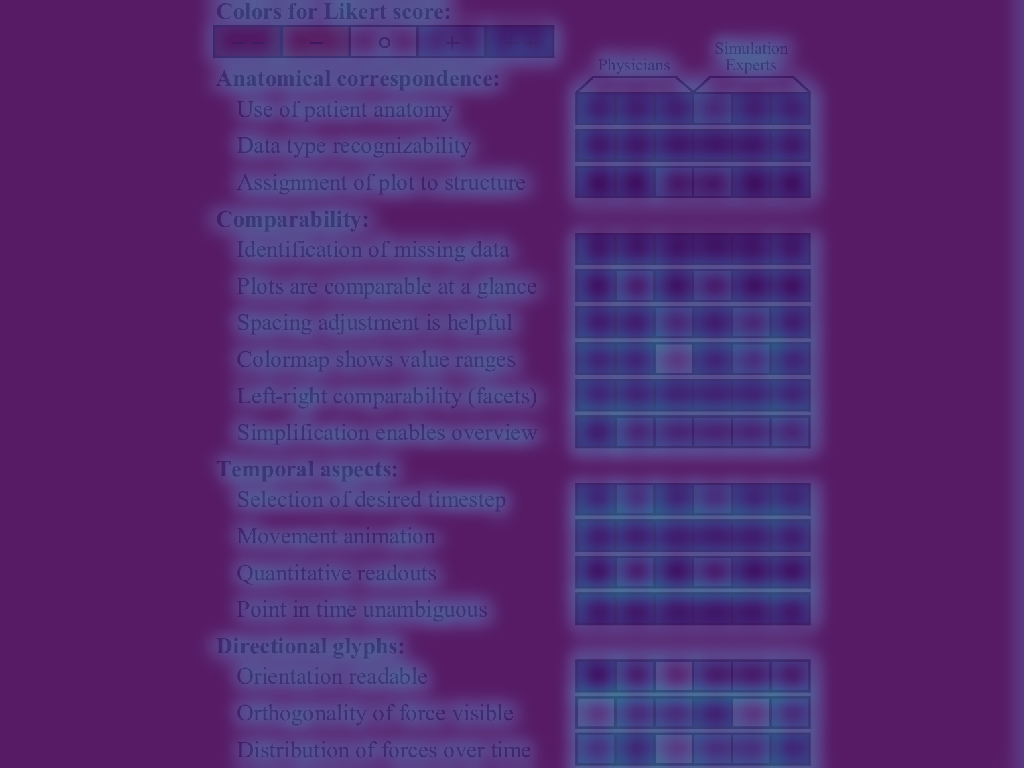 Colors for Likert score:
− ○ +
Physicians
Simulation
Experts
Anatomical correspondence:
Use of patient anatomy
Data type recognizability
Assignment of plot to structure
Comparability:
Identification of missing data
Plots are comparable at a glance
Spacing adjustment is helpful
Colormap shows value ranges
Left-right comparability (facets)
Simplification enables overview
Temporal aspects:
Selection of desired timestep
Movement animation
Quantitative readouts
Point in time unambiguous
Directional glyphs:
Orientation readable
Orthogonality of force visible
Distribution of forces over time